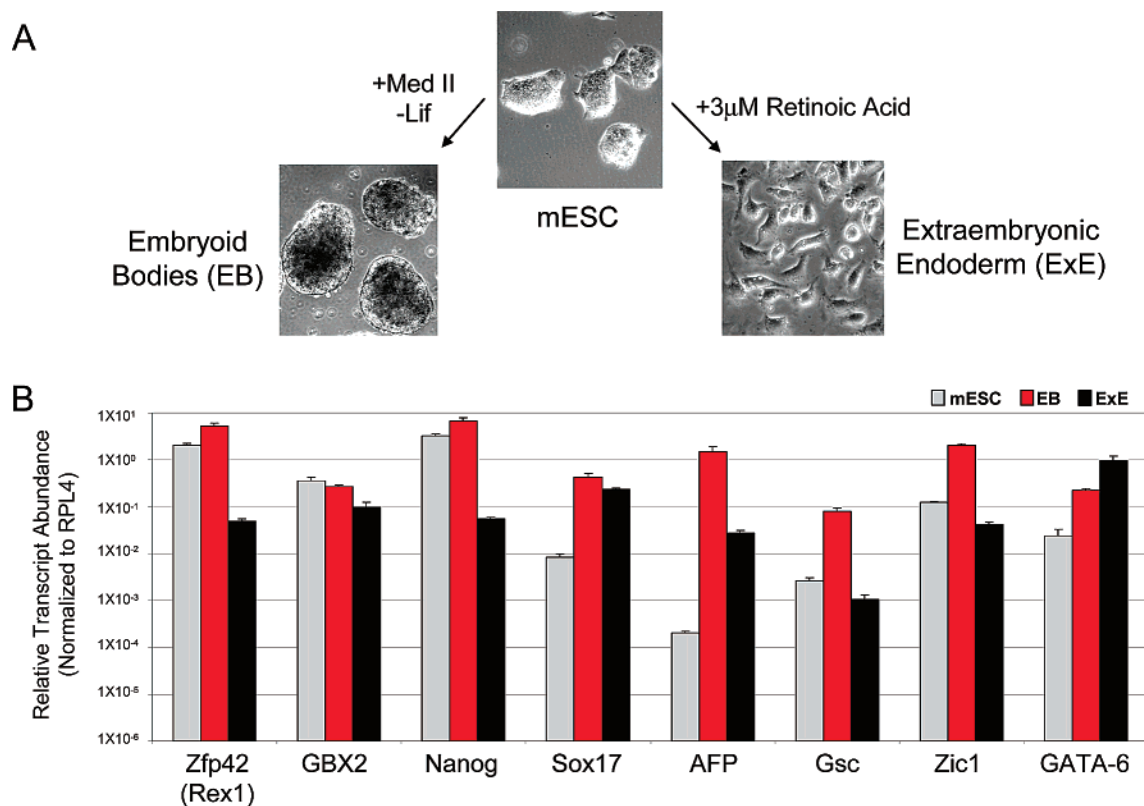 A
+Med II
-Lif
+3μM Retinoic Acid
mESC
Embryoid
Bodies (EB)
Extraembryonic
Endoderm (ExE)
B
mESC EB ExE
Relative Transcript Abundance
(Normalized to RPL4)
1X10¹
1X10⁰
1X10⁻¹
1X10⁻²
1X10⁻³
1X10⁻⁴
1X10⁻⁵
1X10⁻⁶
Zfp42 GBX2 Nanog Sox17 AFP Gsc Zic1 GATA-6
(Rex1)